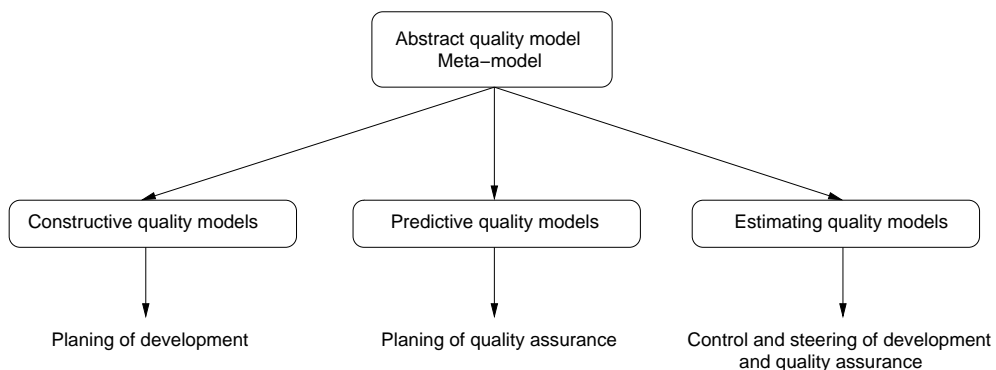 Abstract quality model
Meta−model
Constructive quality models
Predictive quality models
Estimating quality models
Planing of development
Planing of quality assurance
Control and steering of development
and quality assurance